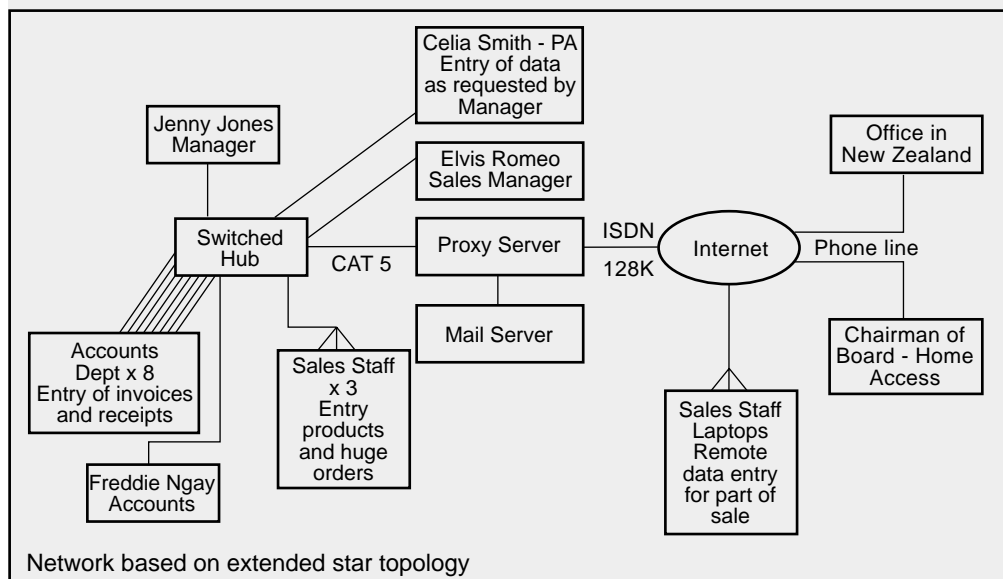 Celia Smith - PA
Entry of data
as requested by
Manager
Jenny Jones
Manager
Elvis Romeo
Sales Manager
Office in
New Zealand
Switched
Hub
CAT 5
Proxy Server
ISDN
128K
Internet
Phone line
Mail Server
Accounts
Dept x 8
Entry of invoices
and receipts
Sales Staff
x 3
Entry
products
and huge
orders
Chairman of
Board - Home
Access
Sales Staff
Laptops
Remote
data entry
for part of
sale
Freddie Ngay
Accounts
Network based on extended star topology